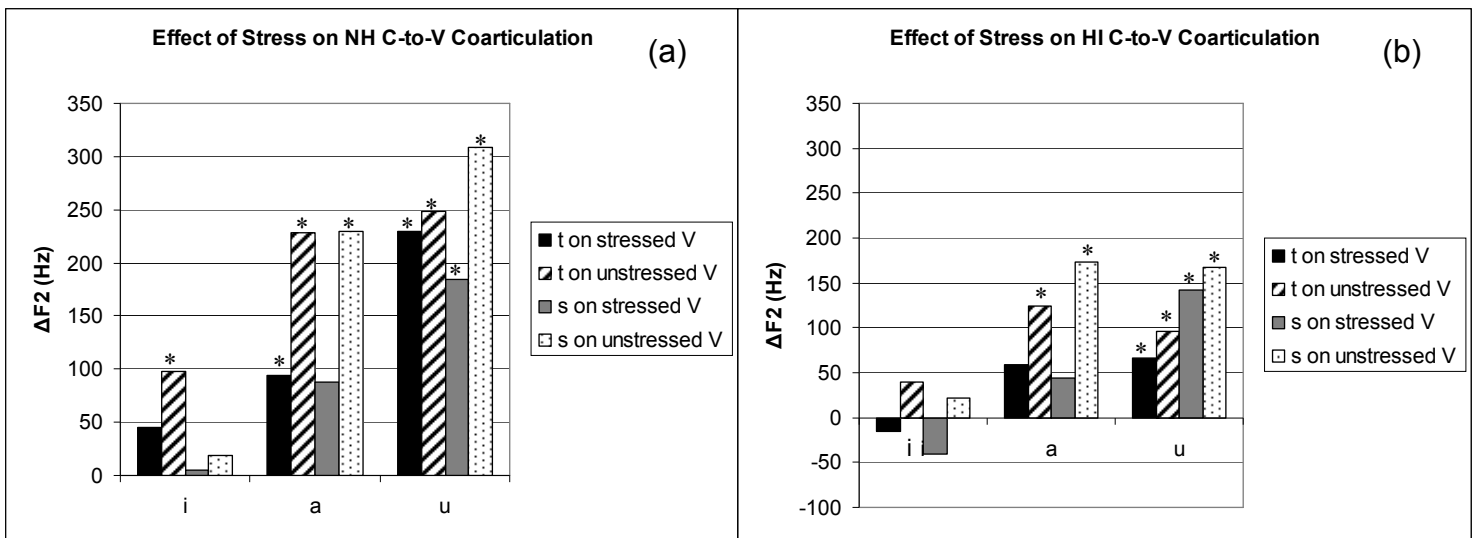 Effect of Stress on NH C-to-V Coarticulation
(a)
350
300
250
200
150
100
50
0
ΔF2 (Hz)
*
*
*
*
*
*
*
*
i
a
u
t on stressed V
t on unstressed V
s on stressed V
s on unstressed V
Effect of Stress on HI C-to-V Coarticulation
(b)
350
300
250
200
150
100
50
0
-50
-100
ΔF2 (Hz)
*
*
*
*
*
*
i i
a
u
t on stressed V
t on unstressed V
s on stressed V
s on unstressed V